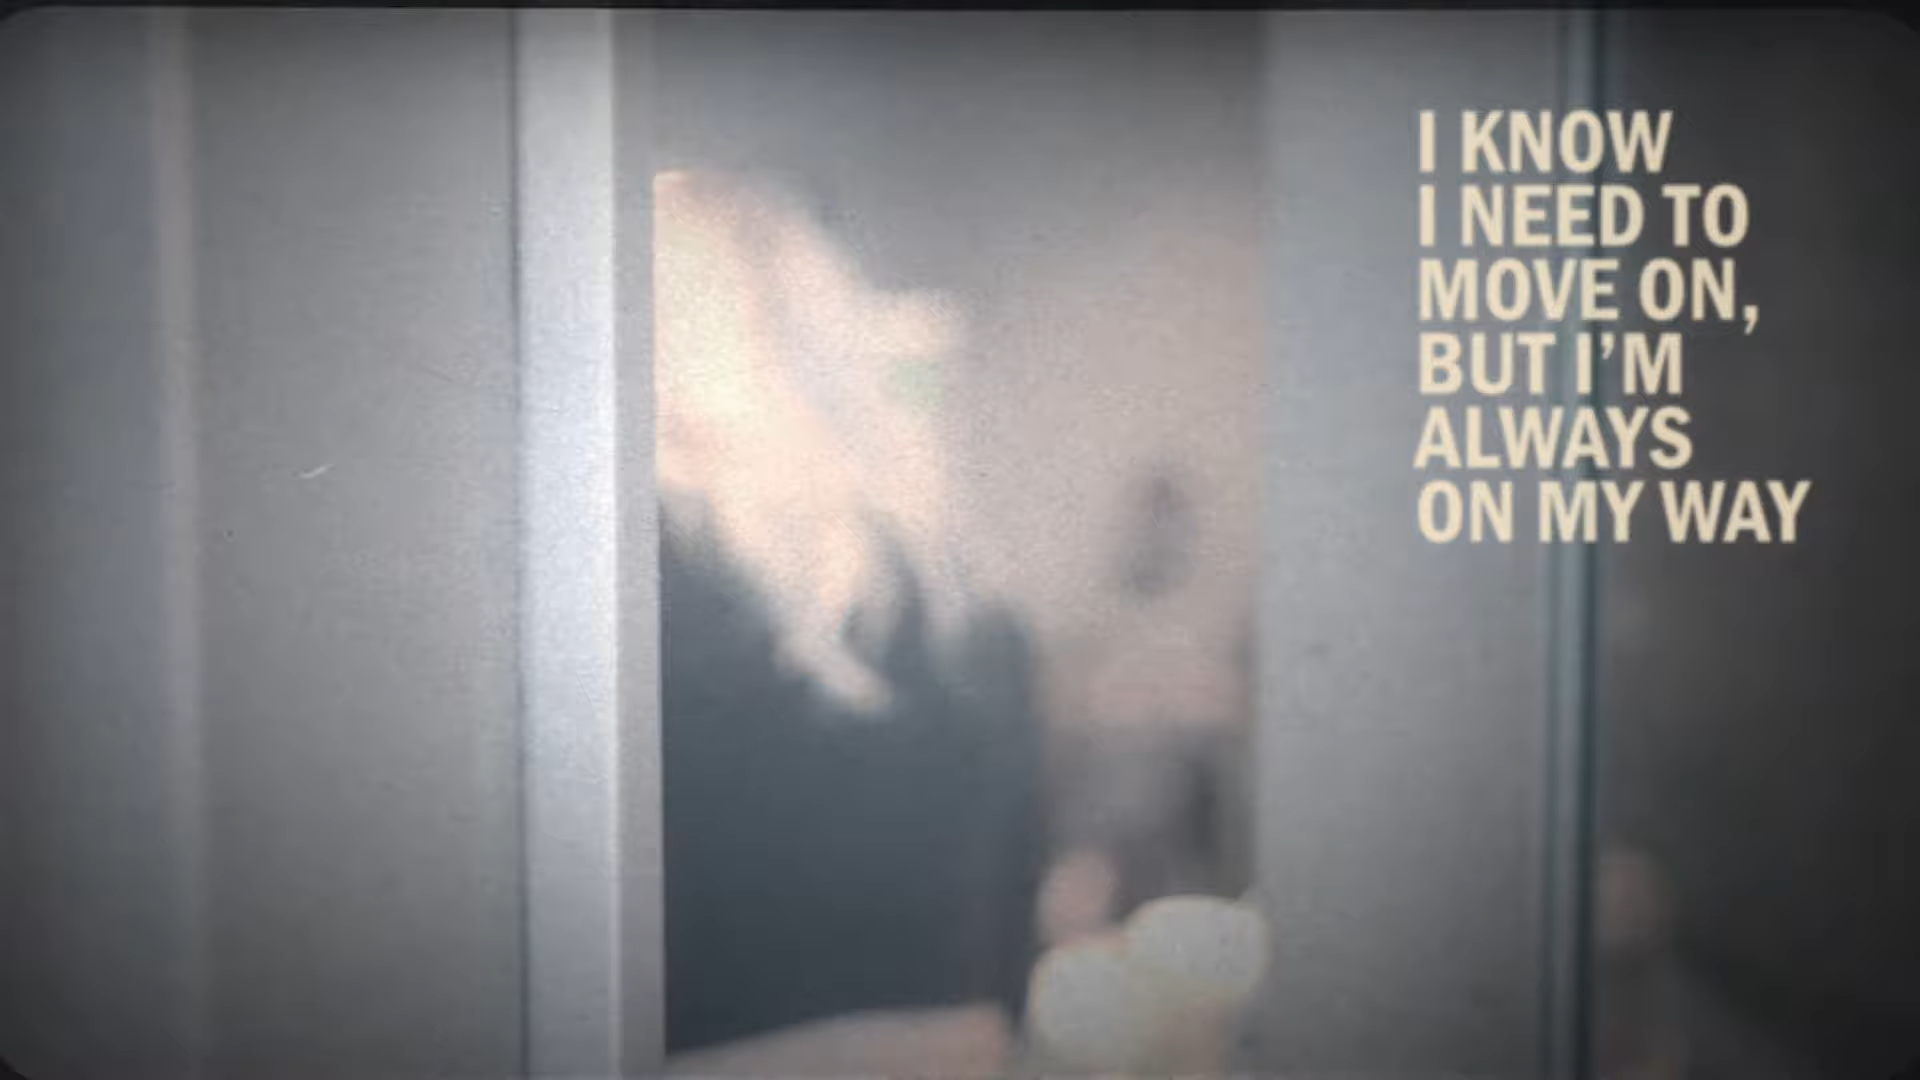 I KNOW
I NEED TO
MOVE ON,
BUT I’M
ALWAYS
ON MY WAY